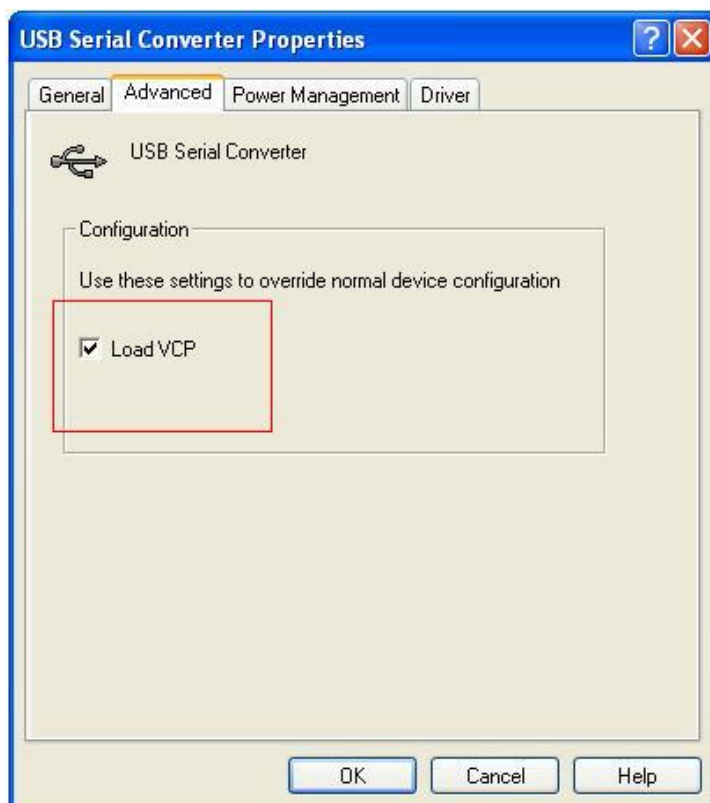 USB Serial Converter Properties
General Advanced Power Management Driver
USB Serial Converter
Configuration
Use these settings to override normal device configuration
Load VCP
OK Cancel Help